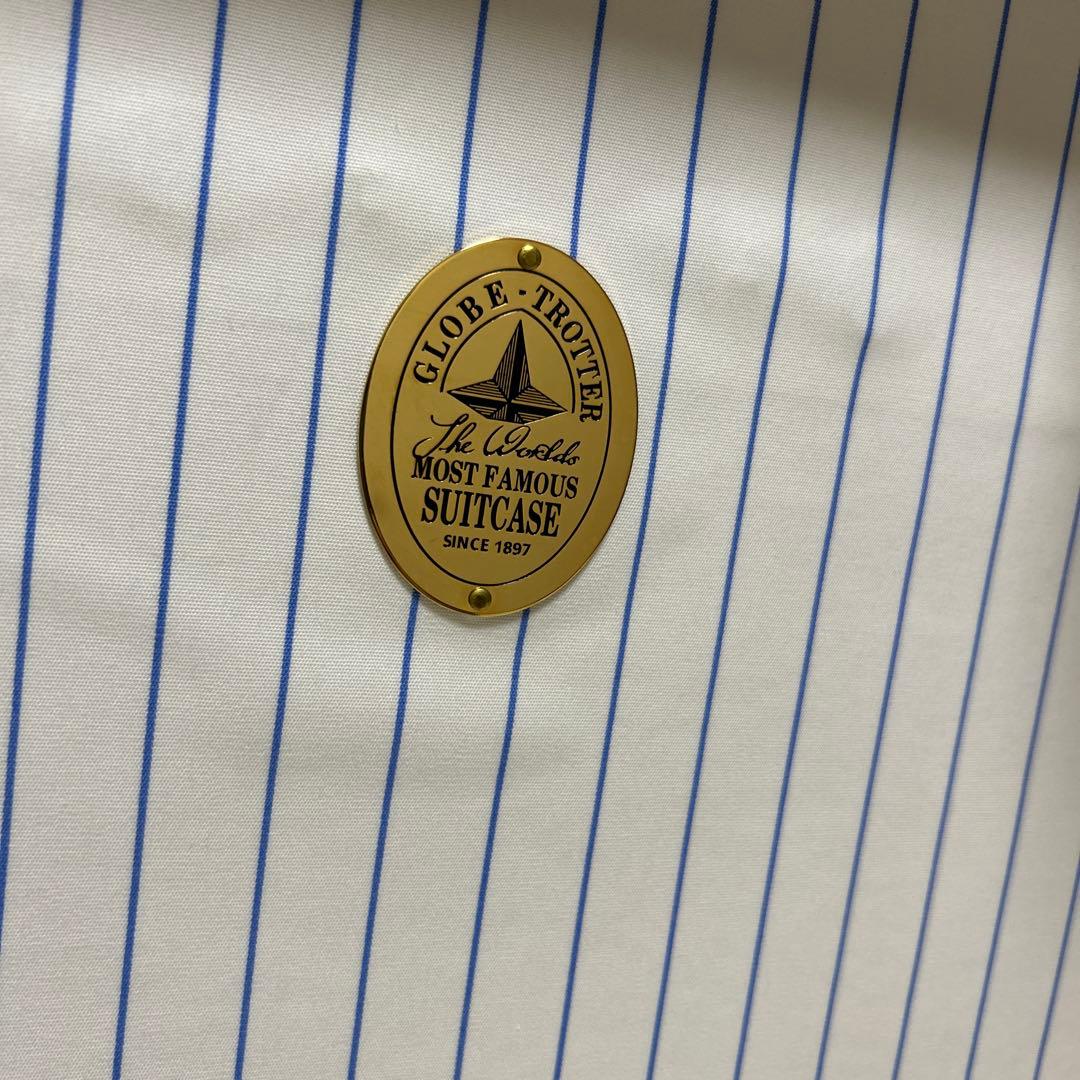 GLOBE - TROTTER
The Worlds
MOST FAMOUS
SUITCASE
SINCE 1897